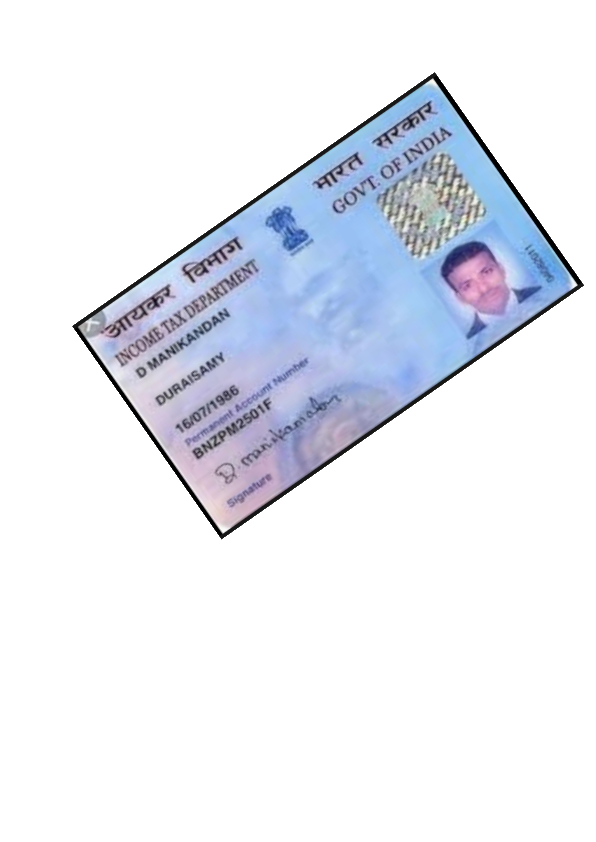 आयकर विभाग
INCOME TAX DEPARTMENT
भारत सरकार
GOVT. OF INDIA
D MANIKANDAN
DURAISAMY
16/07/1986
Permanent Account Number
BNZPM2501F
D. manikandan
Signature